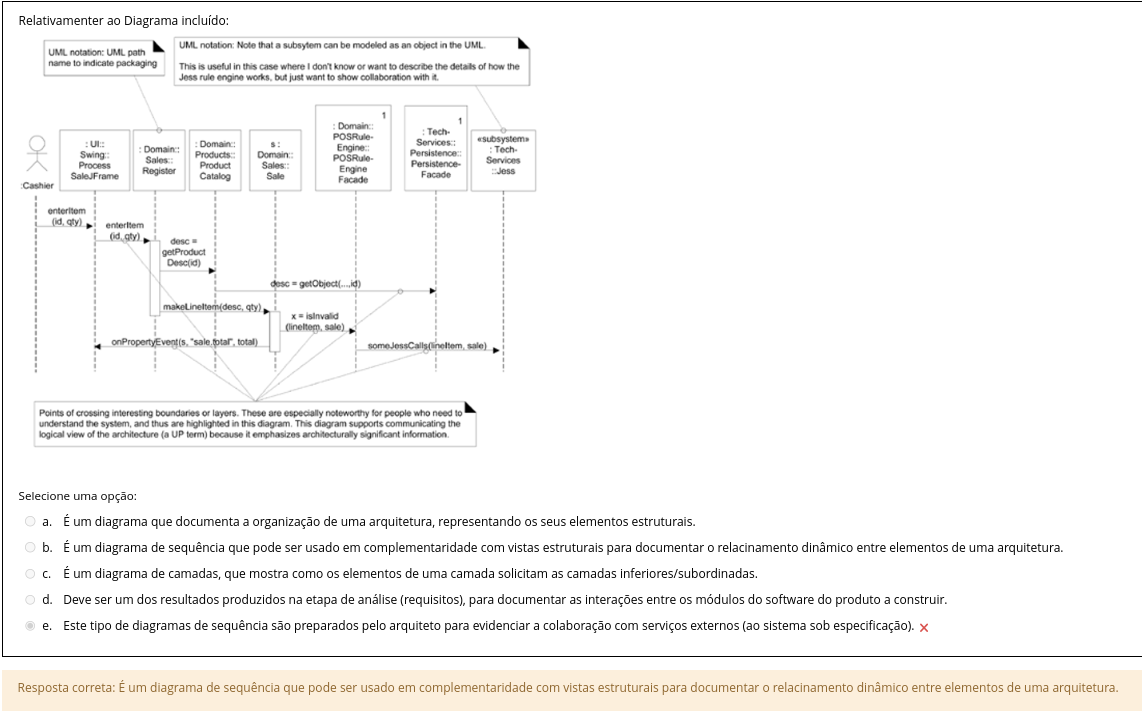 Relativamenter ao Diagrama incluído:
UML notation: UML path
name to indicate packaging
UML notation: Note that a subsytem can be modeled as an object in the UML.
This is useful in this case where I don't know or want to describe the details of how the
Jess rule engine works, but just want to show collaboration with it.
:Cashier
: UI::
Swing::
Process
SaleJFrame
: Domain::
Sales::
Register
: Domain::
Products::
Product
Catalog
s :
Domain::
Sales::
Sale
1
: Domain::
POSRule-
Engine::
POSRule-
Engine
Facade
1
: Tech-
Services::
Persistence::
Persistence-
Facade
«subsystem»
: Tech-
Services
::Jess
enterItem
(id, qty)
enterItem
(id, qty)
desc =
getProduct
Desc(id)
desc = getObject(...,id)
makeLineItem(desc, qty)
x = isInvalid
(lineItem, sale)
onPropertyEvent(s, "sale.total", total)
someJessCalls(lineItem, sale)
Points of crossing interesting boundaries or layers. These are especially noteworthy for people who need to
understand the system, and thus are highlighted in this diagram. This diagram supports communicating the
logical view of the architecture (a UP term) because it emphasizes architecturally significant information.
Selecione uma opção:
a. É um diagrama que documenta a organização de uma arquitetura, representando os seus elementos estruturais.
b. É um diagrama de sequência que pode ser usado em complementaridade com vistas estruturais para documentar o relacinamento dinâmico entre elementos de uma arquitetura.
c. É um diagrama de camadas, que mostra como os elementos de uma camada solicitam as camadas inferiores/subordinadas.
d. Deve ser um dos resultados produzidos na etapa de análise (requisitos), para documentar as interações entre os módulos do software do produto a construir.
e. Este tipo de diagramas de sequência são preparados pelo arquiteto para evidenciar a colaboração com serviços externos (ao sistema sob especificação).
Resposta correta: É um diagrama de sequência que pode ser usado em complementaridade com vistas estruturais para documentar o relacinamento dinâmico entre elementos de uma arquitetura.